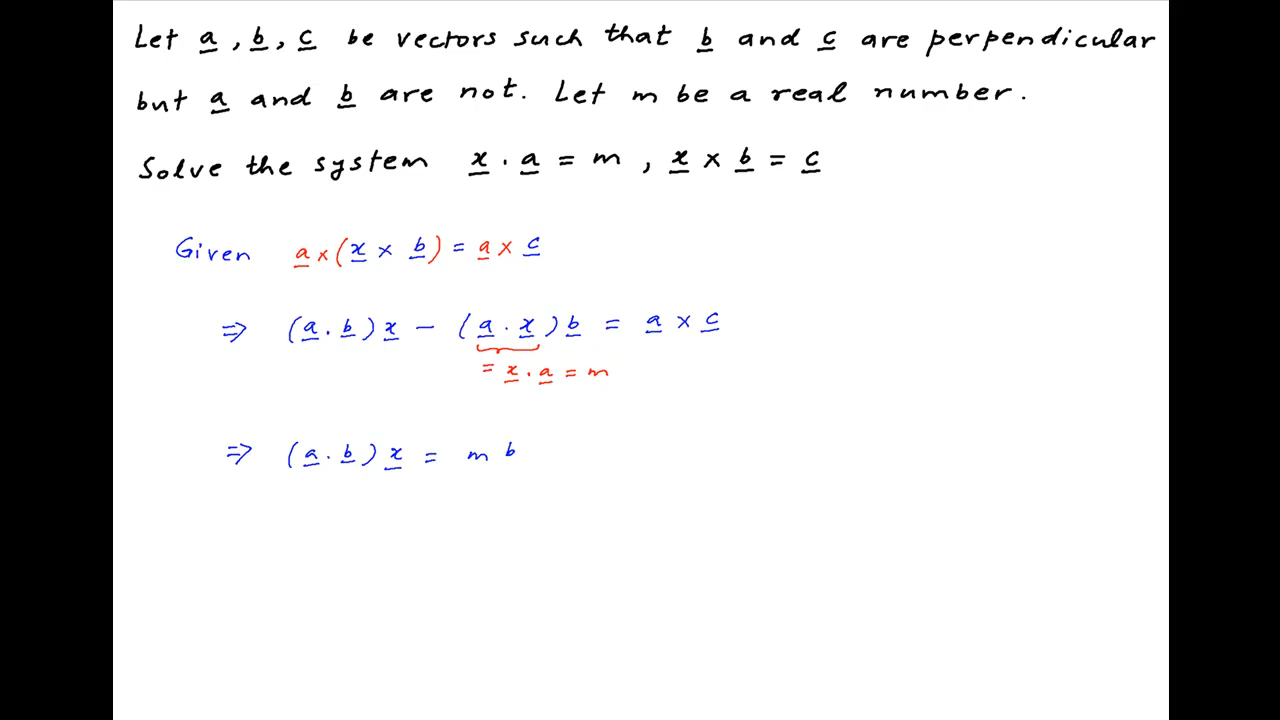 Let a, b, c be vectors such that b and c are perpendicular
but a and b are not. Let m be a real number.
Solve the system x . a = m, x × b = c
Given a × (x × b) = a × c
⇒ (a . b) x − (a . x) b = a × c
= x . a = m
⇒ (a . b) x = m b